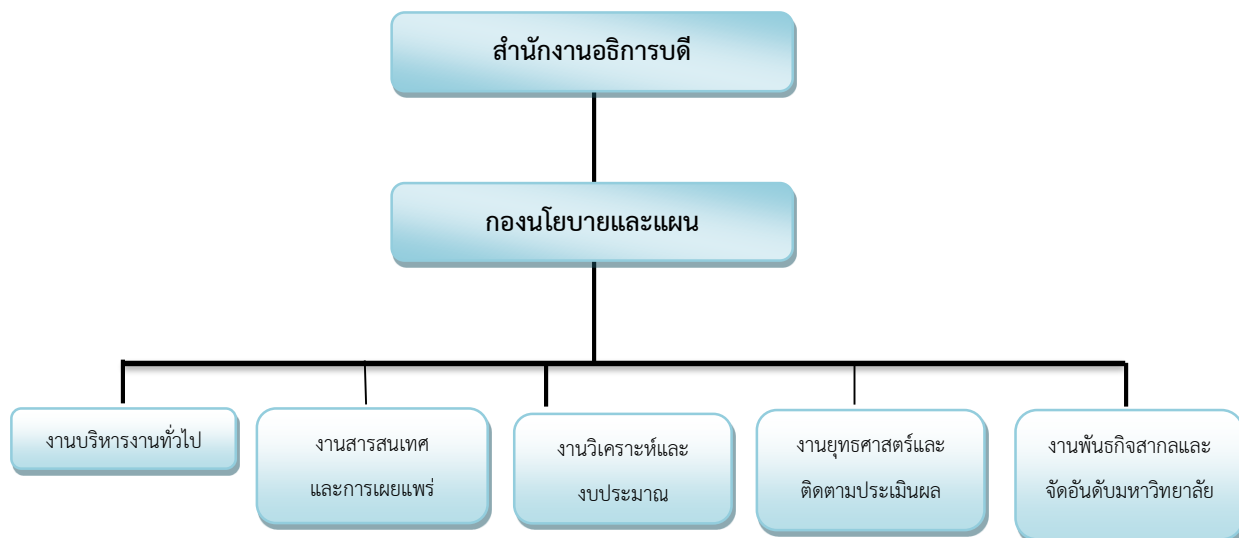 สำนักงานอธิการบดี
กองนโยบายและแผน
งานบริหารงานทั่วไป
งานสารสนเทศ
และการเผยแพร่
งานวิเคราะห์และ
งบประมาณ
งานยุทธศาสตร์และ
ติดตามประเมินผล
งานพันธกิจสากลและ
จัดอันดับมหาวิทยาลัย